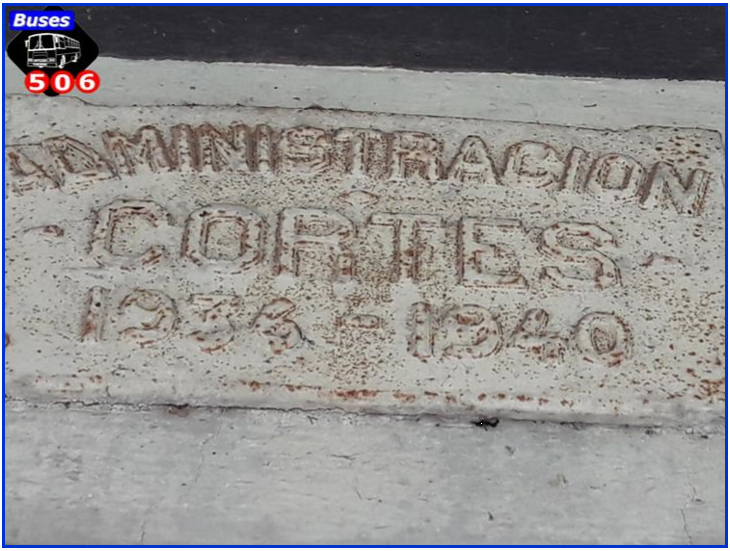 Buses
506
ADMINISTRACION
- CORTES -
1936 - 1940